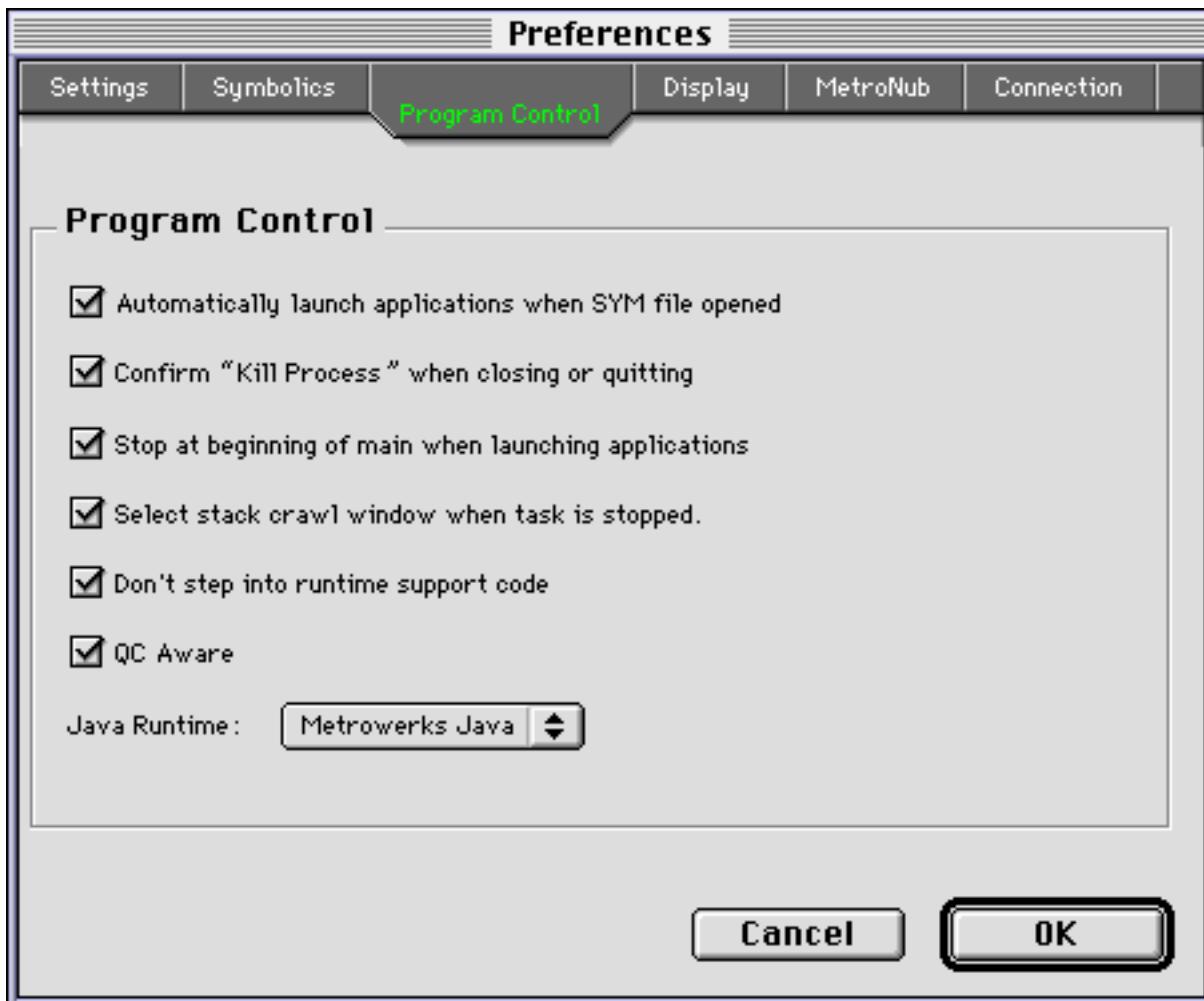 Preferences
Settings Symbolics Program Control Display MetroNub Connection
Program Control
Automatically launch applications when SYM file opened
Confirm “Kill Process” when closing or quitting
Stop at beginning of main when launching applications
Select stack crawl window when task is stopped.
Don't step into runtime support code
QC Aware
Java Runtime: Metrowerks Java
Cancel OK